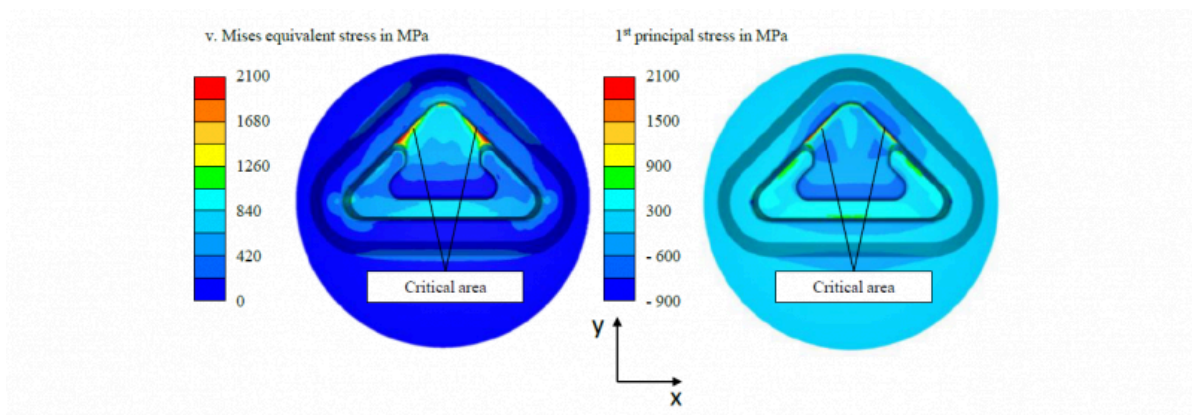 v. Mises equivalent stress in MPa
2100
1680
1260
840
420
0
Critical area
1st principal stress in MPa
2100
1500
900
300
- 600
- 900
Critical area
y
x